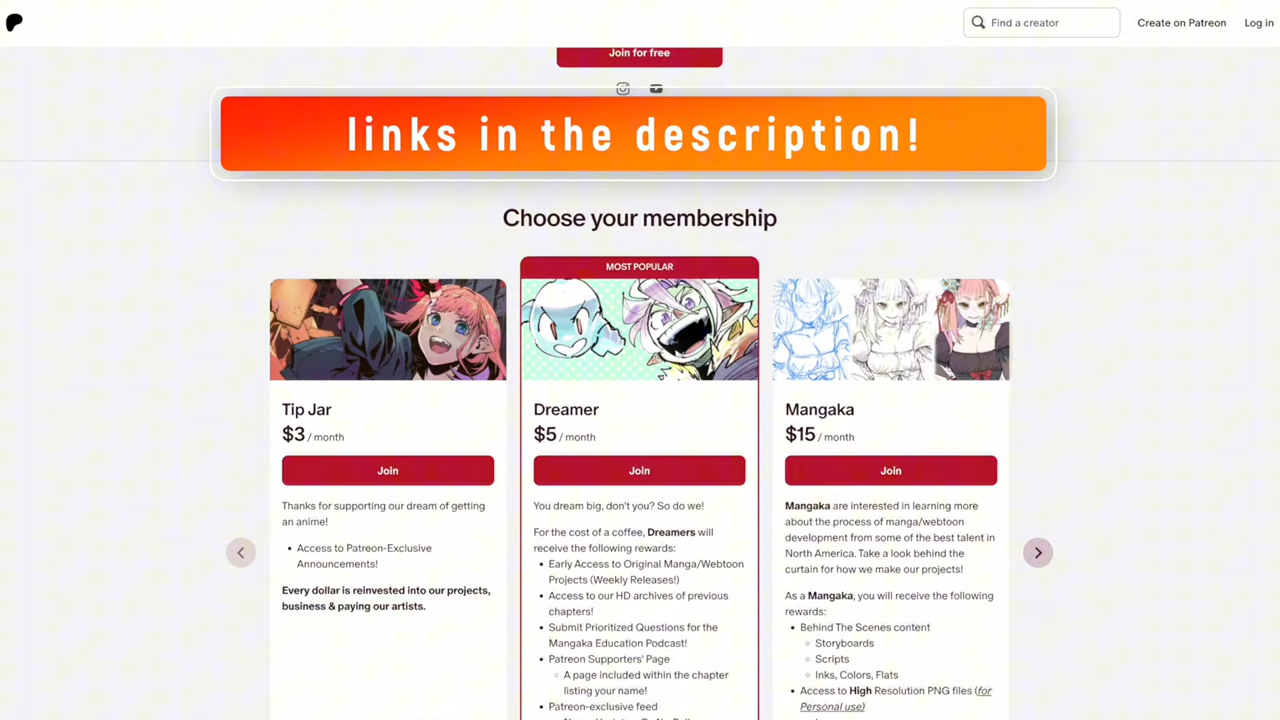 Find a creator
Create on Patreon
Log in
Join for free
links in the description!
Choose your membership
Tip Jar
$3 / month
Join
Thanks for supporting our dream of getting
an anime!
• Access to Patreon-Exclusive
Announcements!
Every dollar is reinvested into our projects,
business & paying our artists.
MOST POPULAR
Dreamer
$5 / month
Join
You dream big, don't you? So do we!
For the cost of a coffee, Dreamers will
receive the following rewards:
• Early Access to Original Manga/Webtoon
Projects (Weekly Releases!)
• Access to our HD archives of previous
chapters!
• Submit Prioritized Questions for the
Mangaka Education Podcast!
• Patreon Supporters' Page
◦ A page included within the chapter
listing your name!
• Patreon-exclusive feed
Mangaka
$15 / month
Join
Mangaka are interested in learning more
about the process of manga/webtoon
development from some of the best talent in
North America. Take a look behind the
curtain for how we make our projects!
As a Mangaka, you will receive the following
rewards:
• Behind The Scenes content
◦ Storyboards
◦ Scripts
◦ Inks, Colors, Flats
• Access to High Resolution PNG files (for
Personal use)